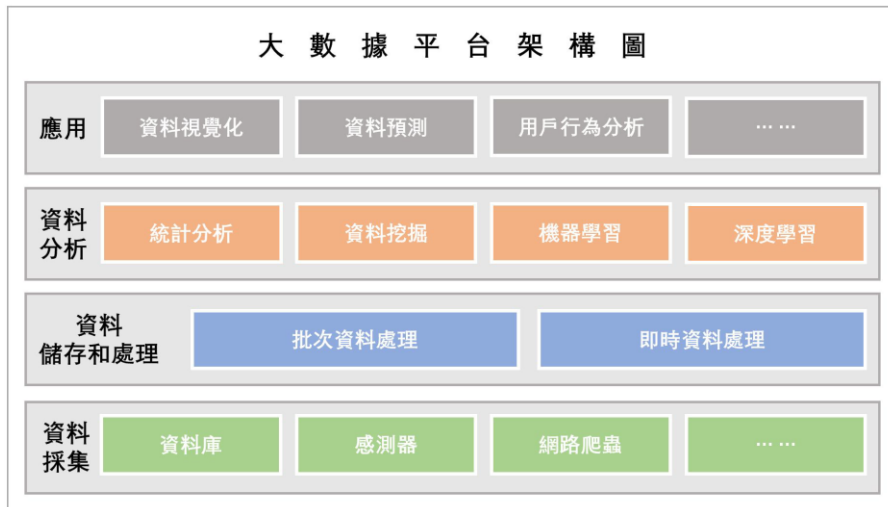 大數據平台架構圖
應用
資料視覺化
資料預測
用戶行為分析
……
資料
分析
統計分析
資料挖掘
機器學習
深度學習
資料
儲存和處理
批次資料處理
即時資料處理
資料
採集
資料庫
感測器
網路爬蟲
……